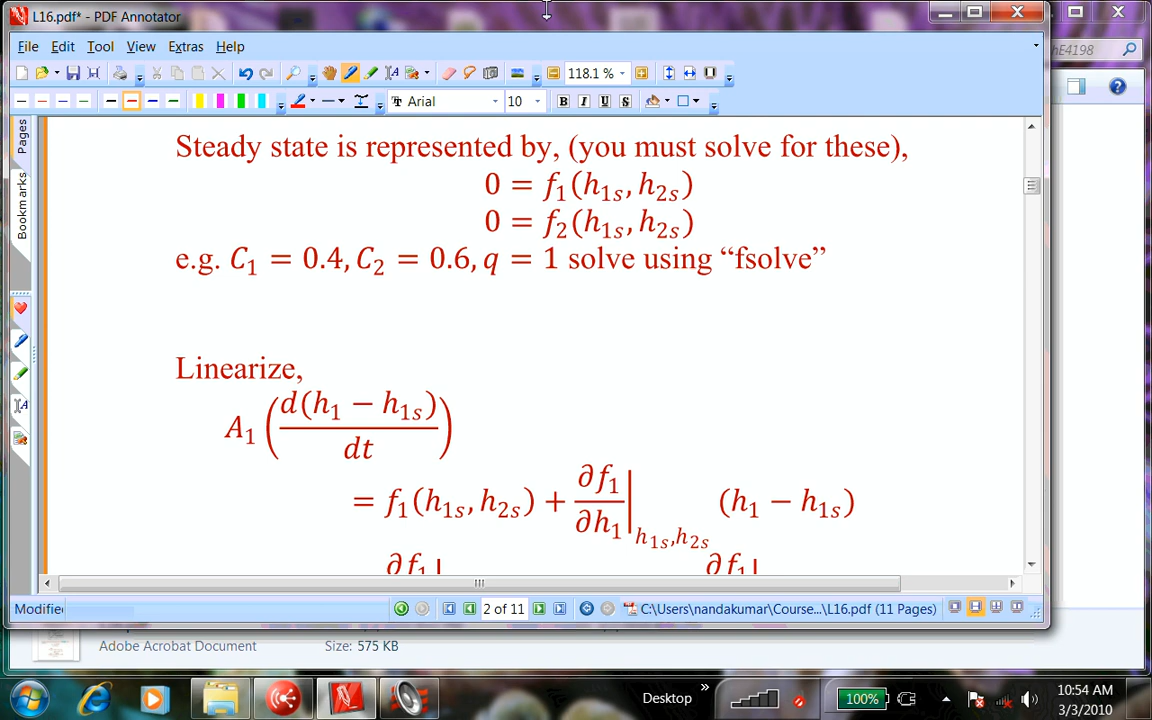 L16.pdf* - PDF Annotator
hE4198
File Edit Tool View Extras Help
118.1 %
Arial 10 B I U S
Pages
Bookmarks
Steady state is represented by, (you must solve for these),
0 = f₁(h₁ₛ, h₂ₛ)
0 = f₂(h₁ₛ, h₂ₛ)
e.g. C₁ = 0.4, C₂ = 0.6, q = 1 solve using “fsolve”
Linearize,
A₁ (d(h₁ − h₁ₛ)/dt)
= f₁(h₁ₛ, h₂ₛ) + ∂f₁/∂h₁|h₁ₛ,h₂ₛ (h₁ − h₁ₛ)
∂f₁| ∂f₁|
Modifie
2 of 11
C:\Users\nandakumar\Course...\L16.pdf (11 Pages)
Adobe Acrobat Document Size: 575 KB
Desktop » 100% 10:54 AM
3/3/2010